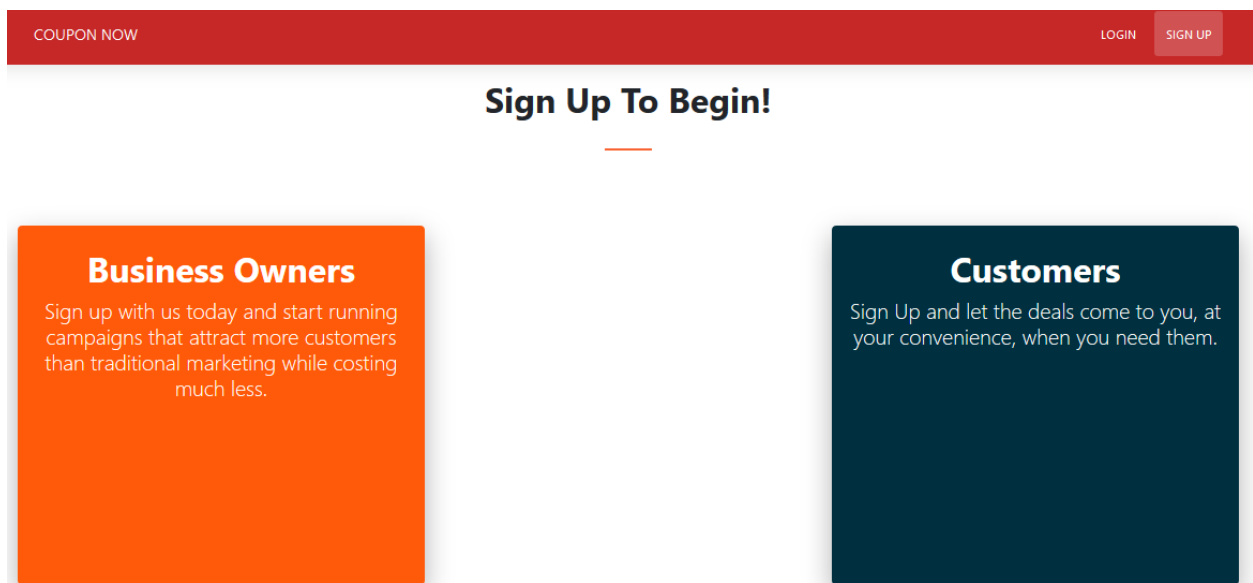 COUPON NOW
LOGIN
SIGN UP
Sign Up To Begin!
Business Owners
Sign up with us today and start running
campaigns that attract more customers
than traditional marketing while costing
much less.
Customers
Sign Up and let the deals come to you, at
your convenience, when you need them.